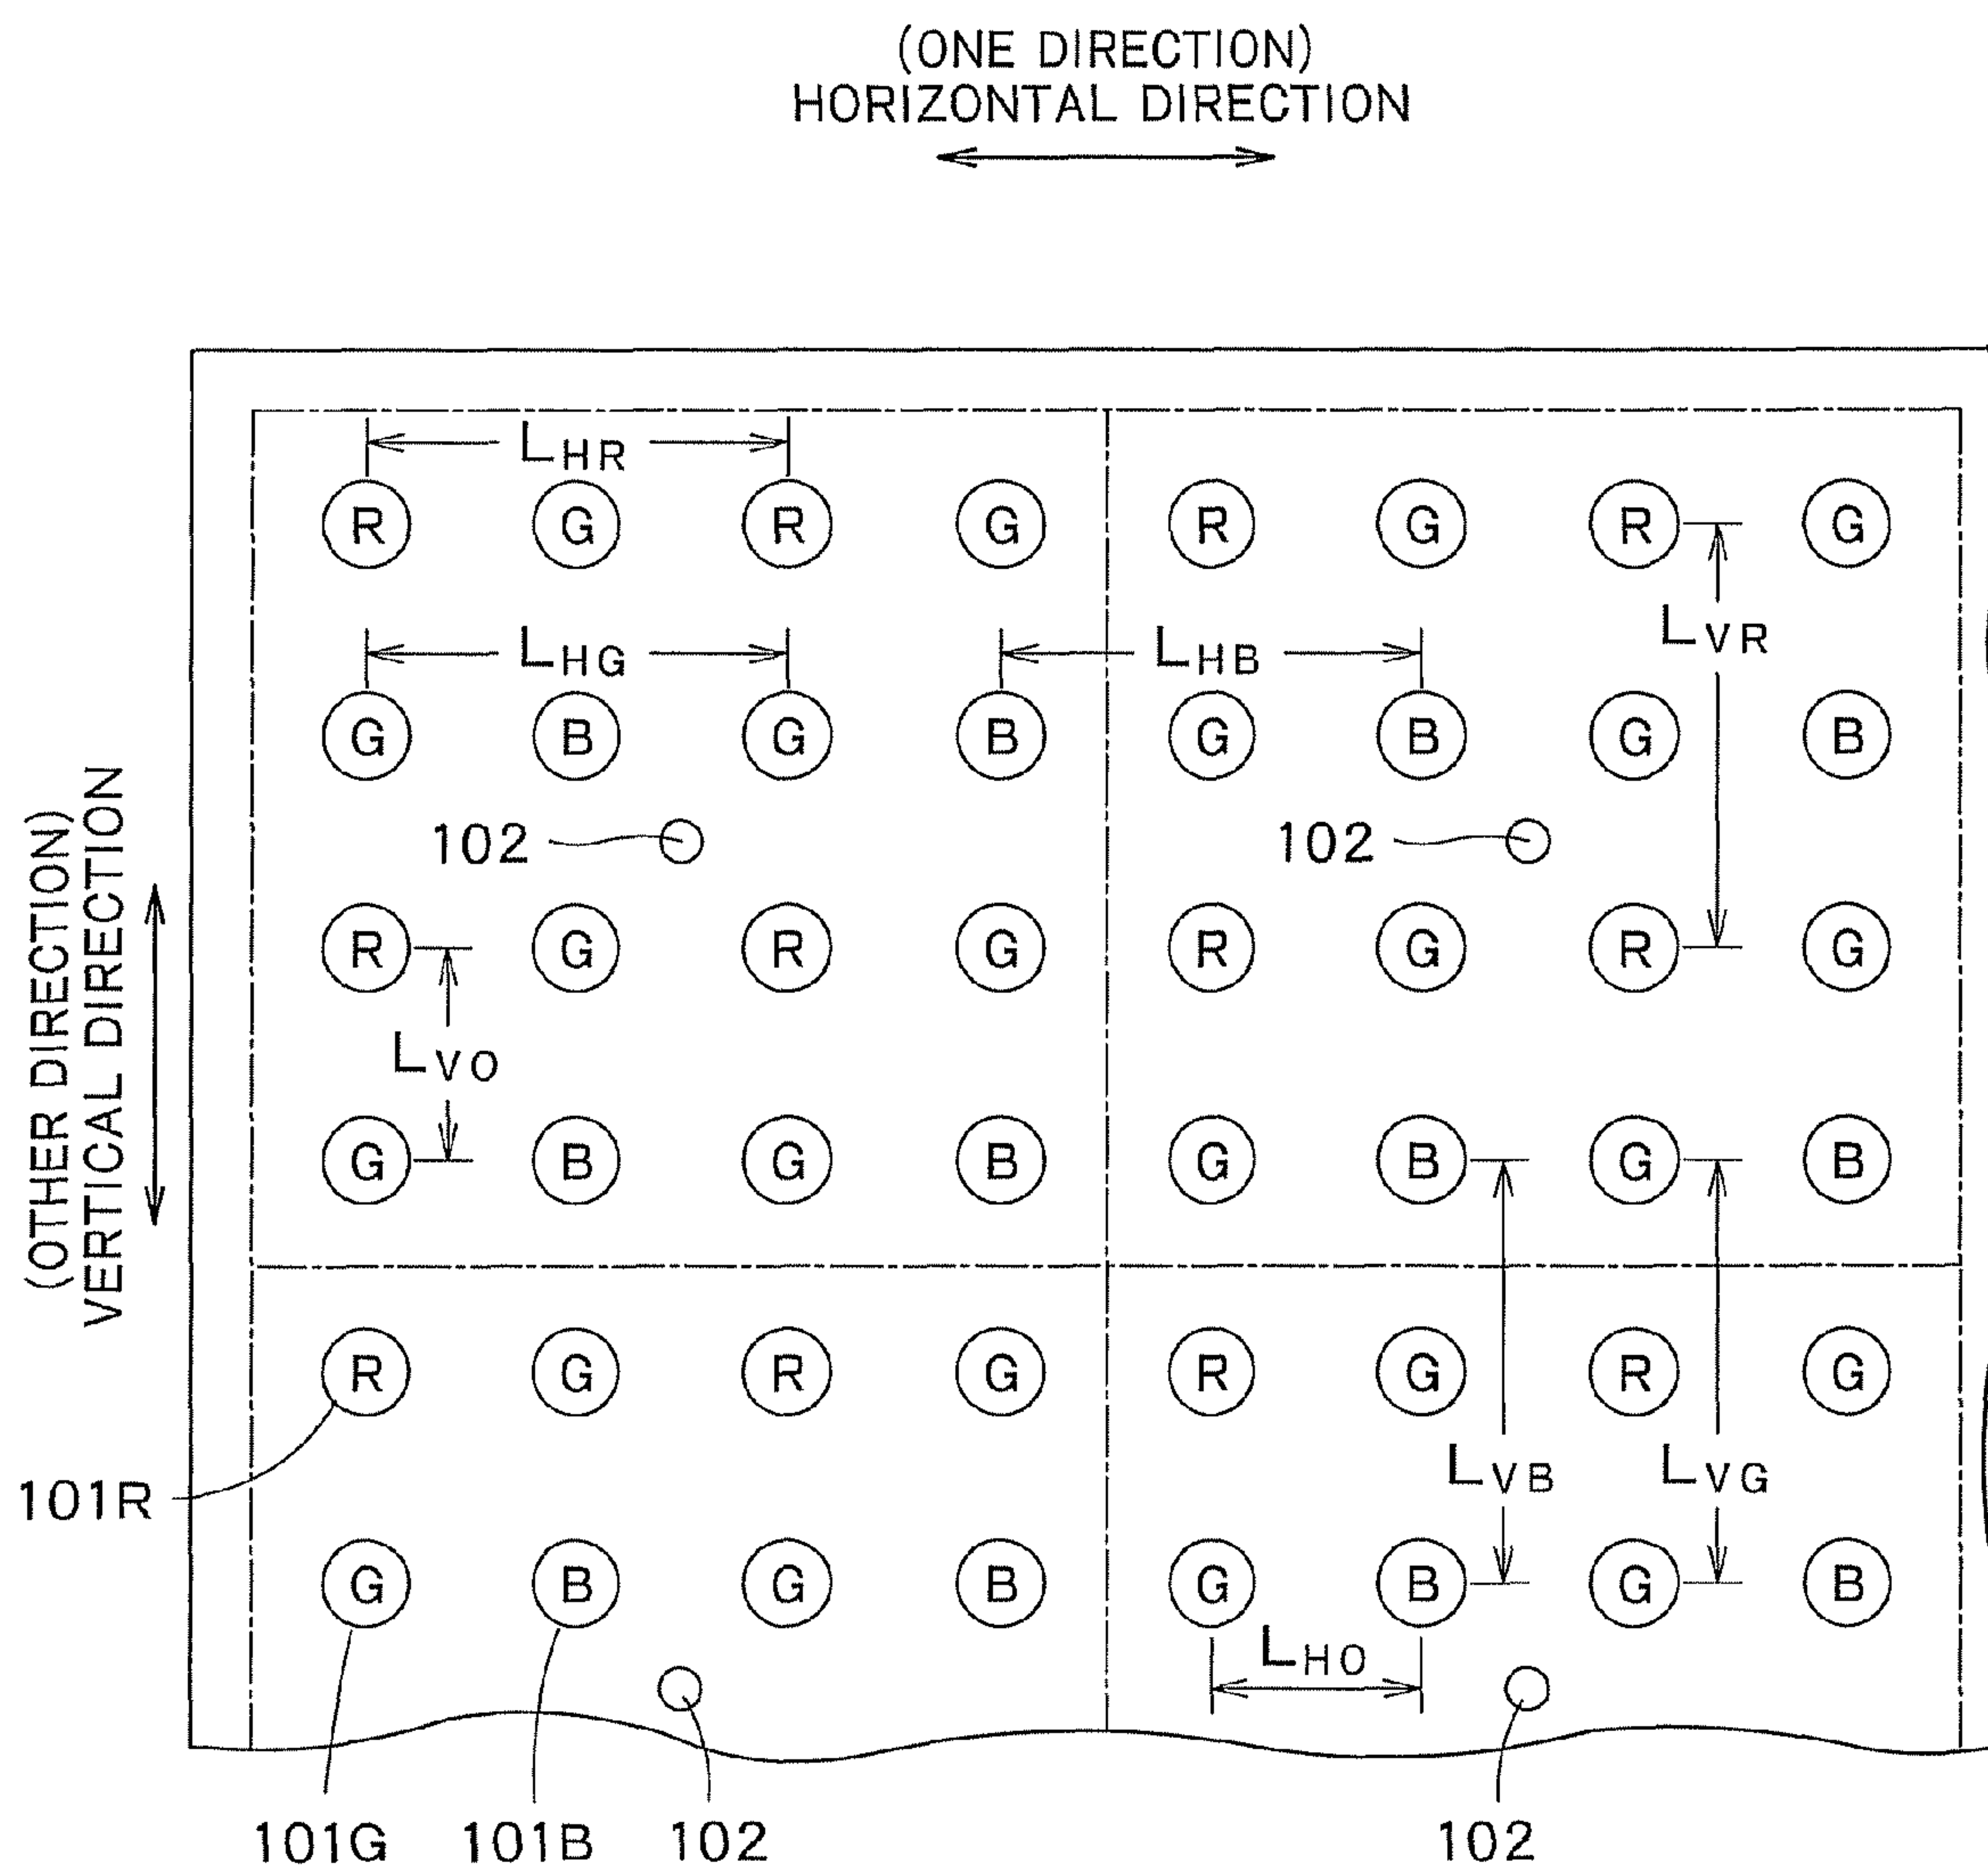 (ONE DIRECTION)
HORIZONTAL DIRECTION
(OTHER DIRECTION)
VERTICAL DIRECTION
LHR
R G R G R G R G
LVR
LHG LHB
G B G B G B G B
102 102
R G R G R G R G
LVO
G B G B G B G B
R G R G R G R G
LVB LVG
101R
G B G B G B G B
LHO
101G 101B 102 102